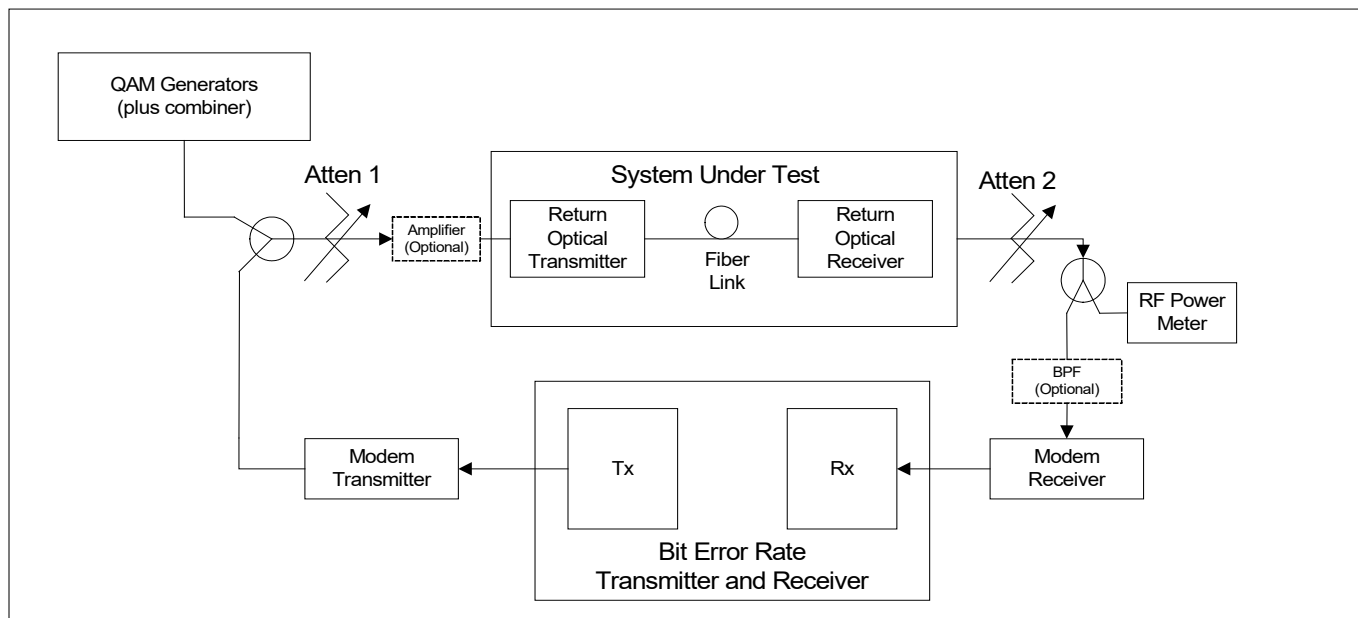 QAM Generators
(plus combiner)
Atten 1
System Under Test
Atten 2
Amplifier
(Optional)
Return
Optical
Transmitter
Fiber
Link
Return
Optical
Receiver
RF Power
Meter
BPF
(Optional)
Modem
Transmitter
Tx
Rx
Modem
Receiver
Bit Error Rate
Transmitter and Receiver